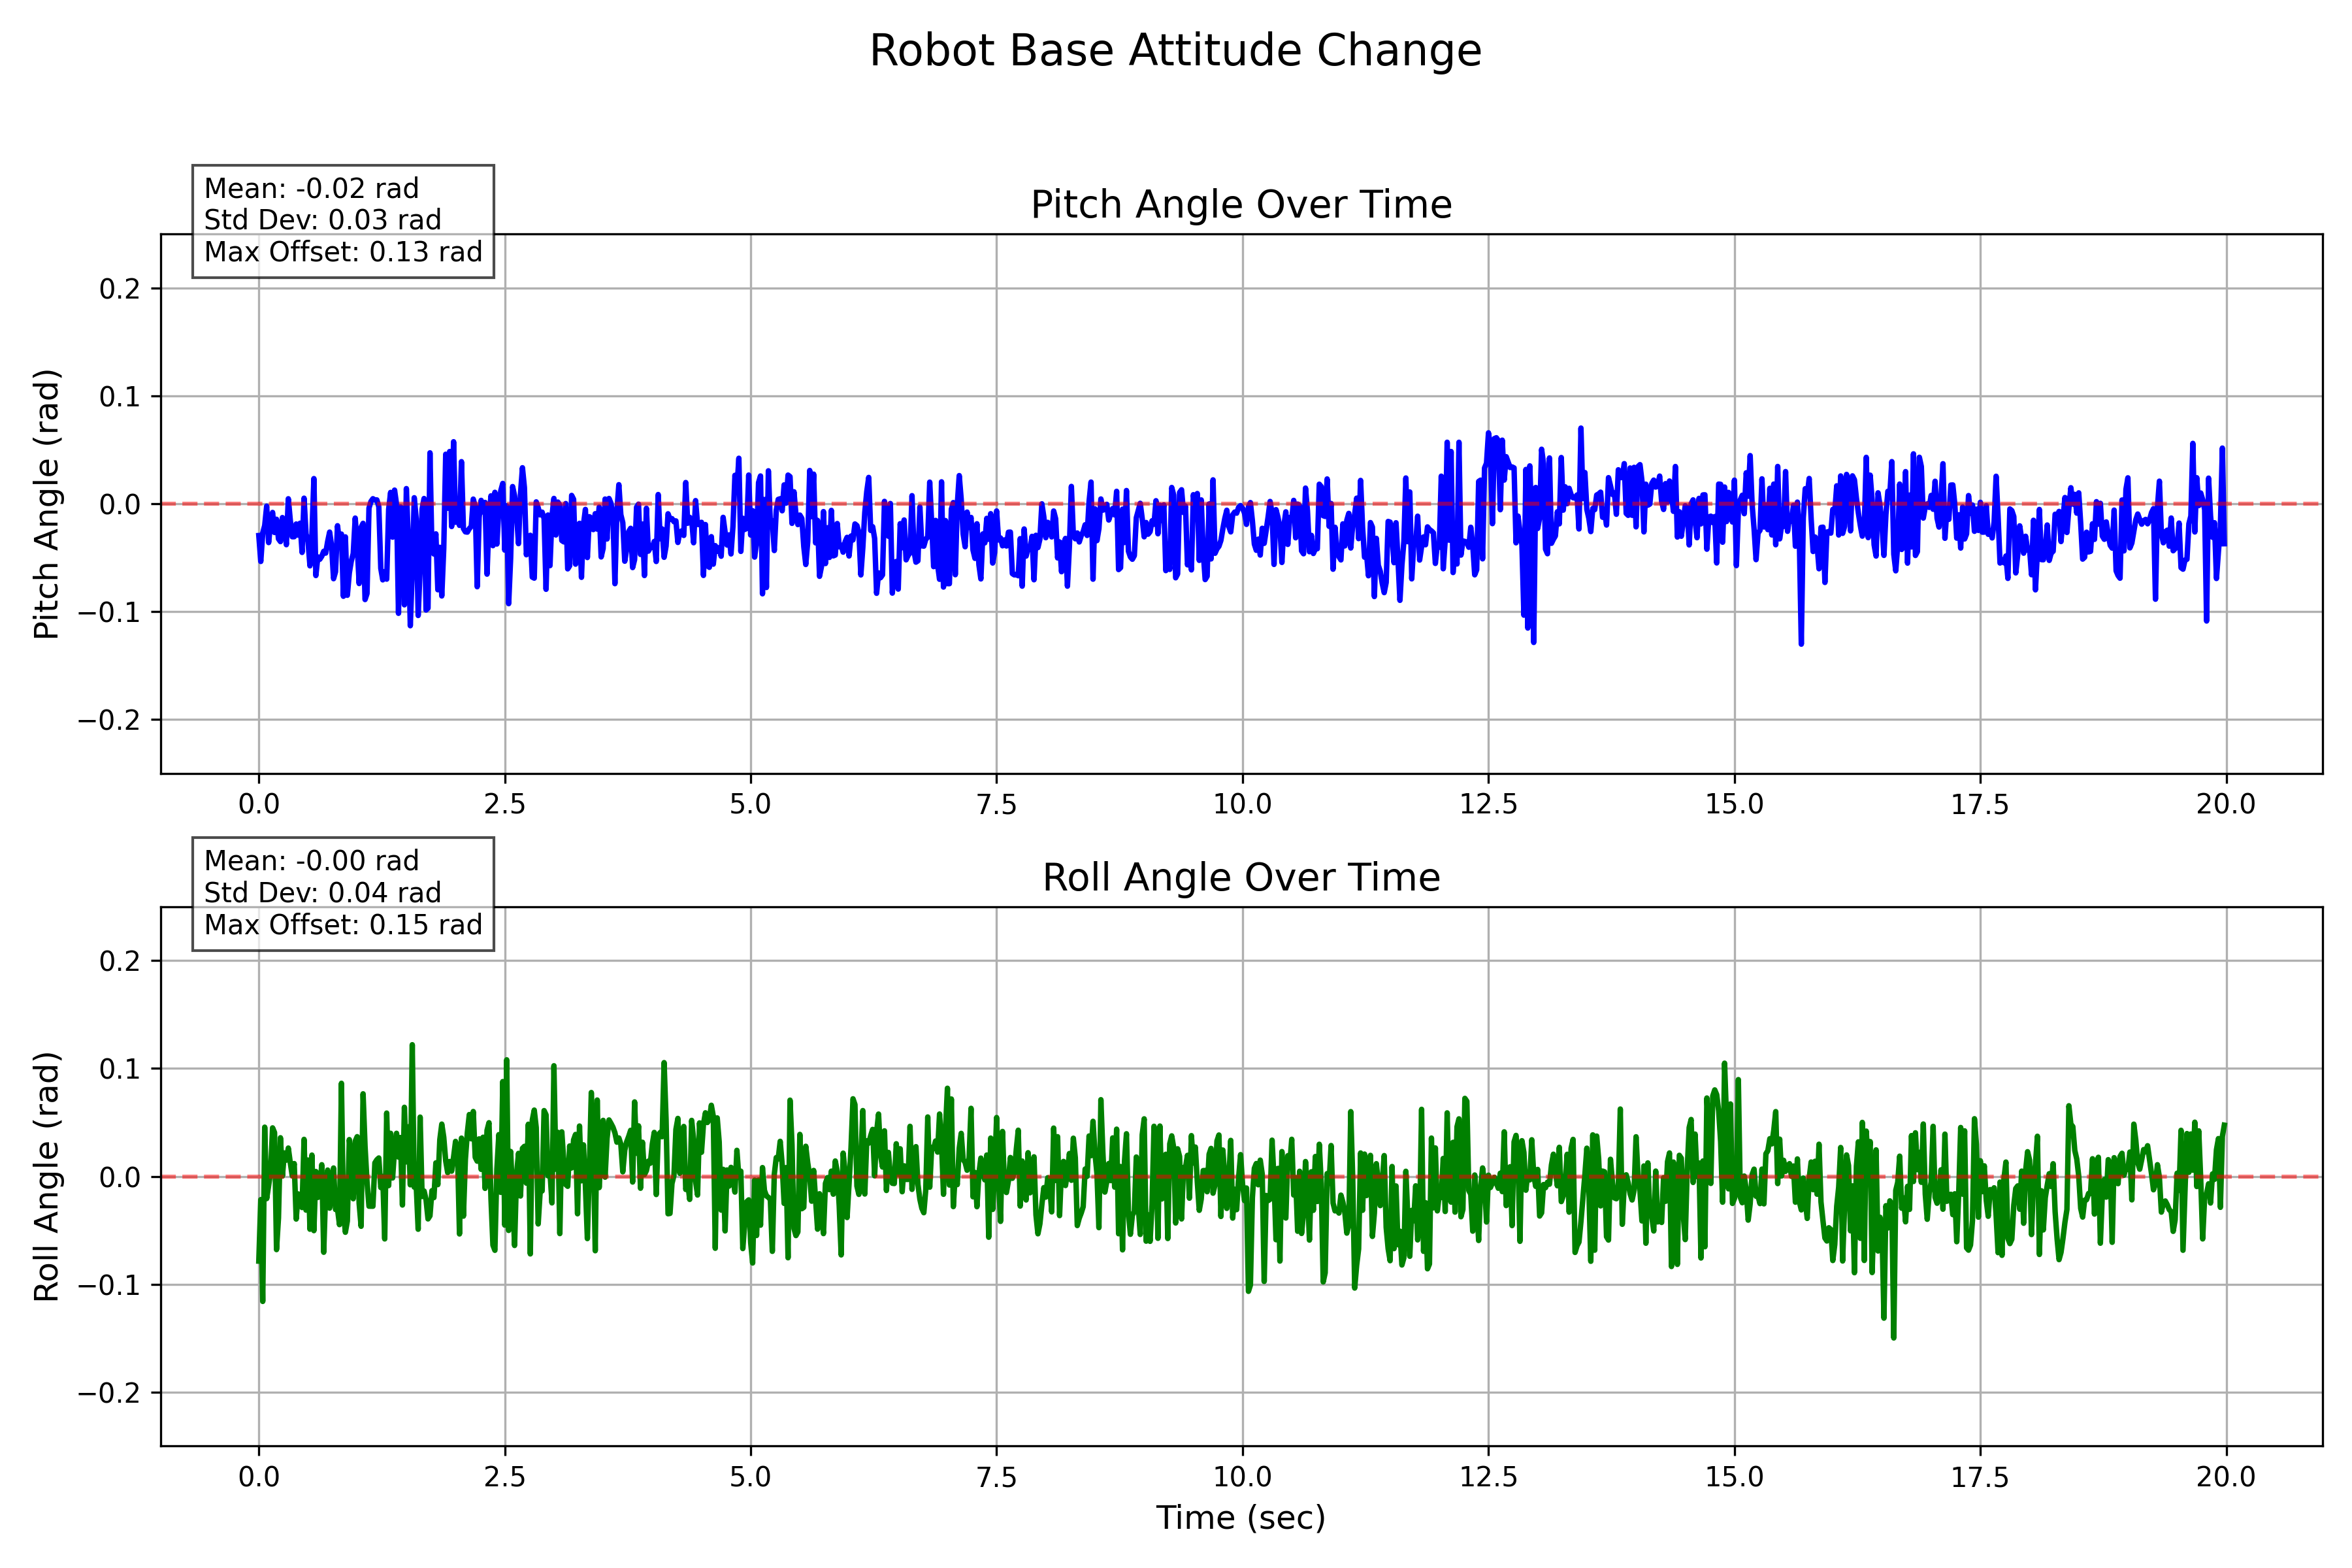 Robot Base Attitude Change
Mean: -0.02 rad
Std Dev: 0.03 rad
Max Offset: 0.13 rad
Pitch Angle Over Time
Pitch Angle (rad)
0.2
0.1
0.0
−0.1
−0.2
0.0 2.5 5.0 7.5 10.0 12.5 15.0 17.5 20.0
Mean: -0.00 rad
Std Dev: 0.04 rad
Max Offset: 0.15 rad
Roll Angle Over Time
Roll Angle (rad)
0.2
0.1
0.0
−0.1
−0.2
0.0 2.5 5.0 7.5 10.0 12.5 15.0 17.5 20.0
Time (sec)